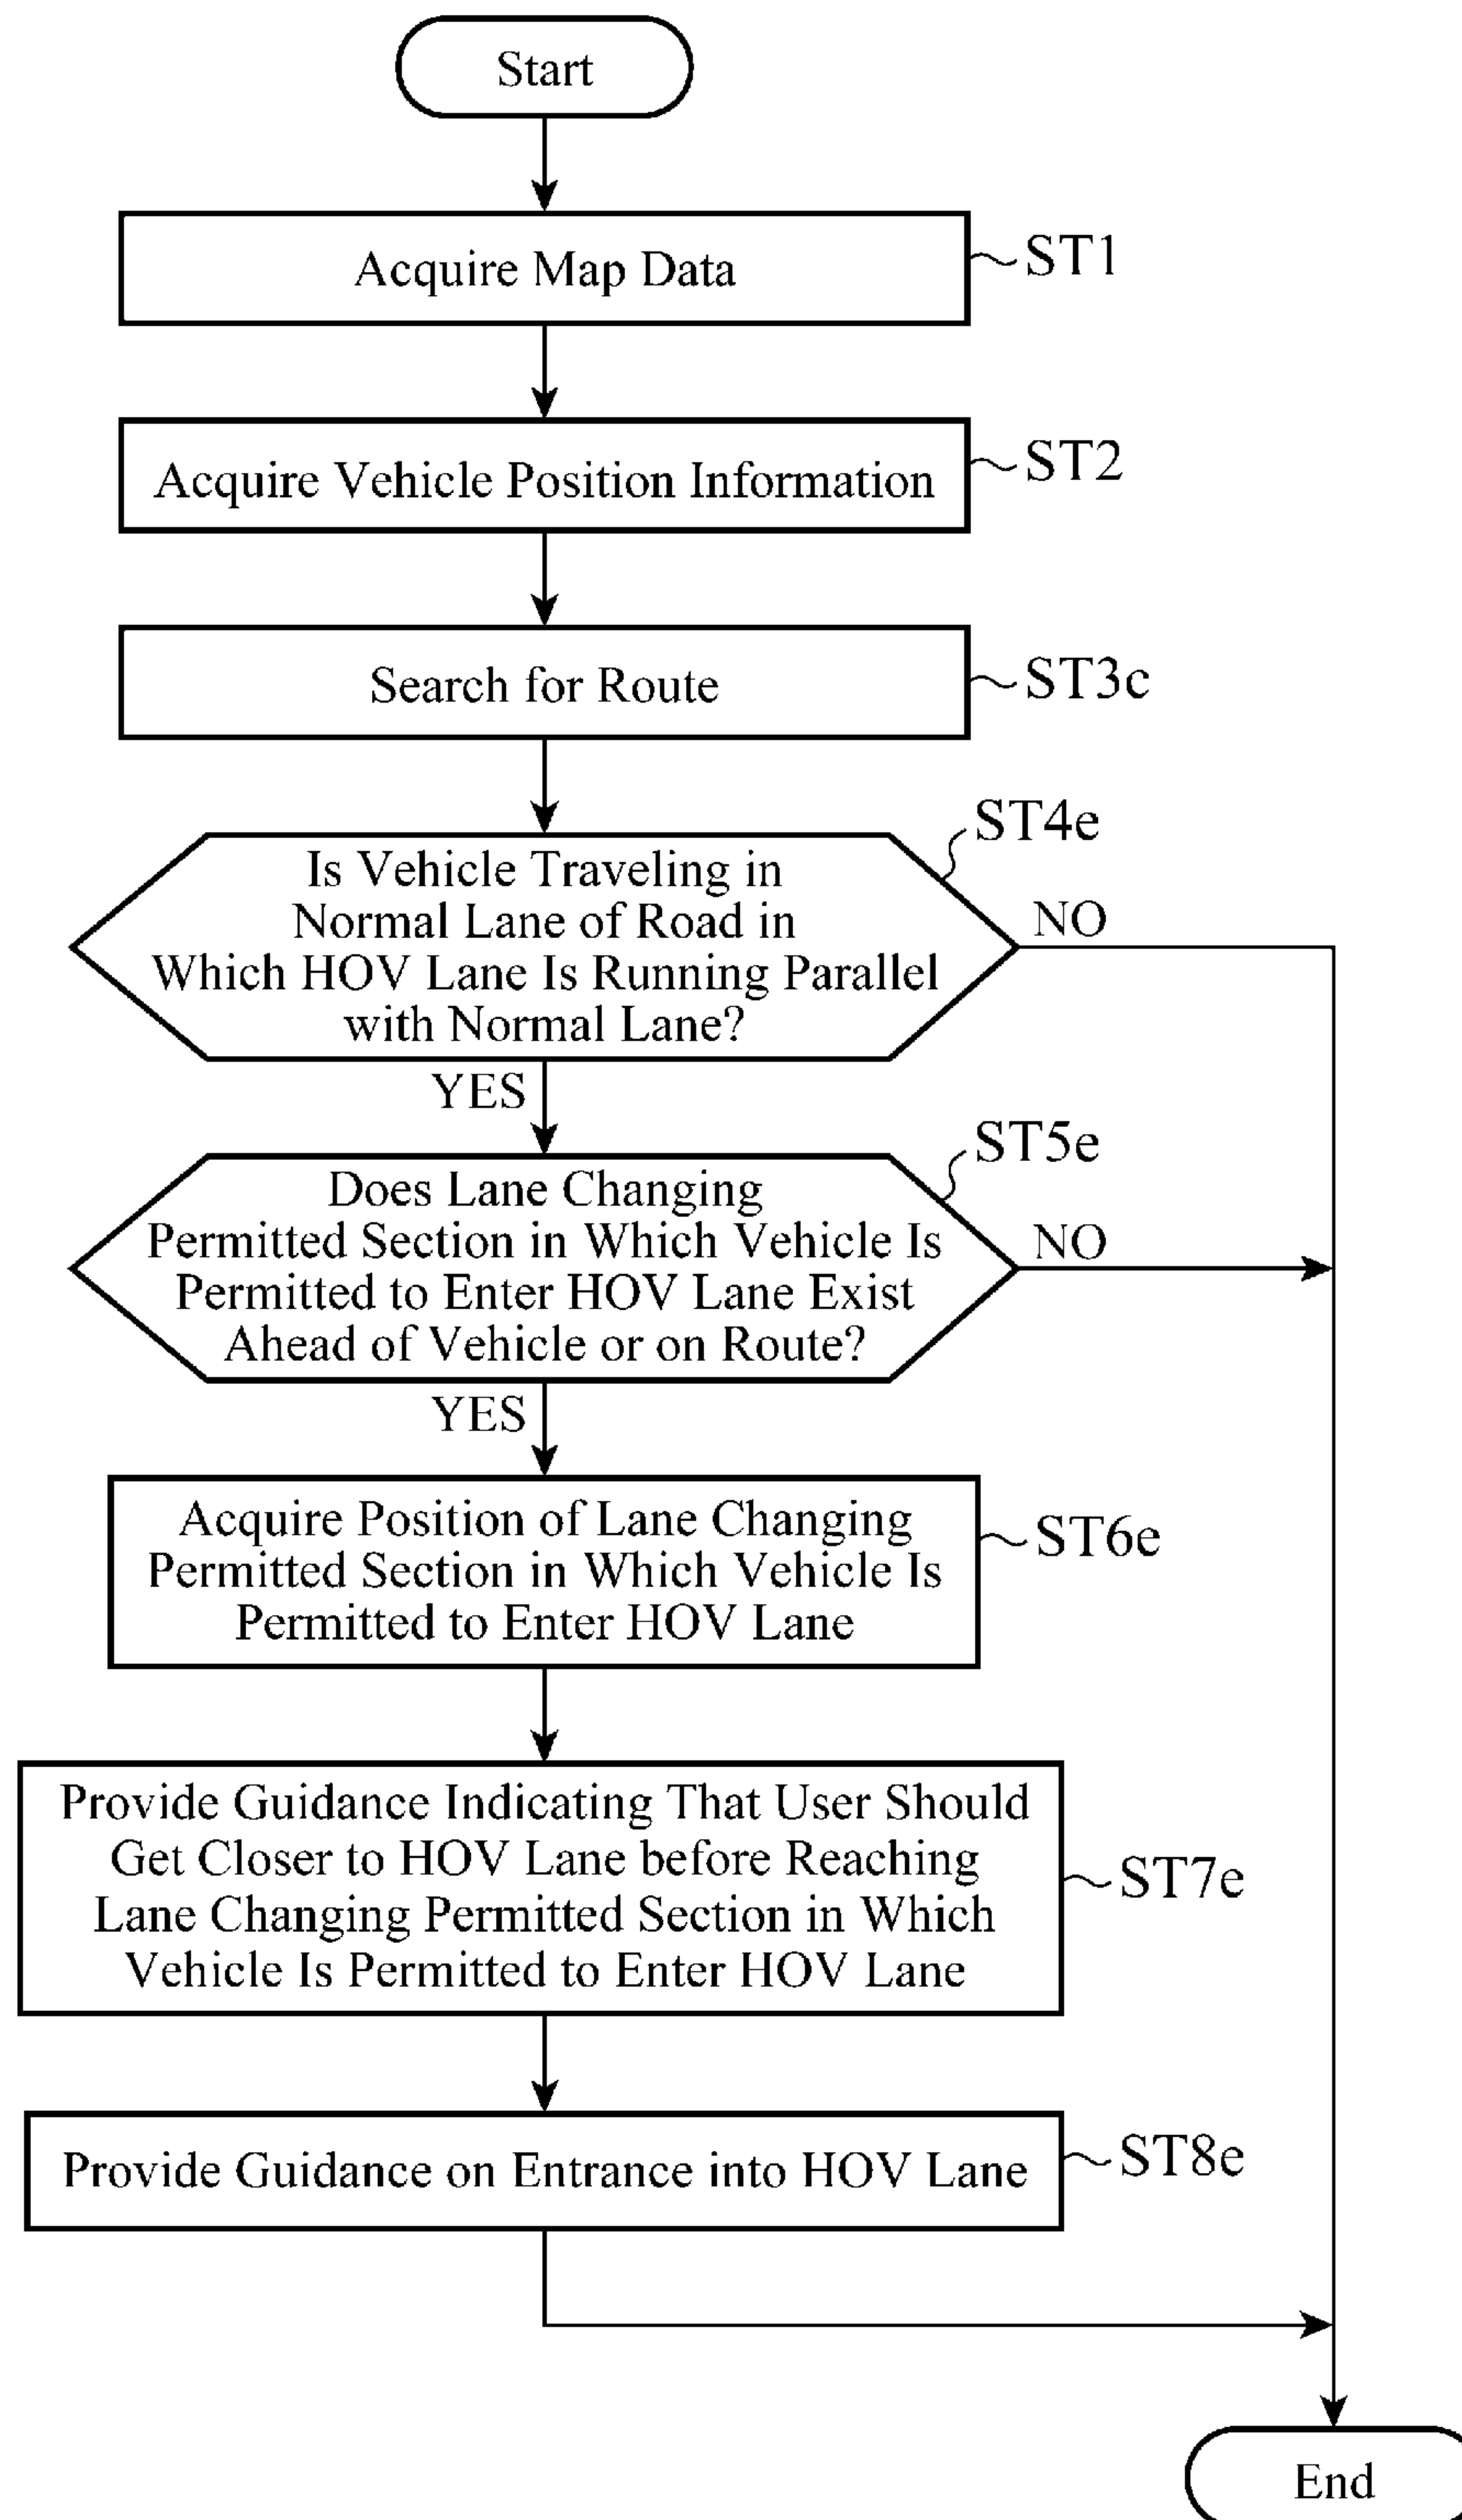 Start
Acquire Map Data
ST1
Acquire Vehicle Position Information
ST2
Search for Route
ST3c
ST4e
Is Vehicle Traveling in
Normal Lane of Road in
Which HOV Lane Is Running Parallel
with Normal Lane?
NO
YES
ST5e
Does Lane Changing
Permitted Section in Which Vehicle Is
Permitted to Enter HOV Lane Exist
Ahead of Vehicle or on Route?
NO
YES
Acquire Position of Lane Changing
Permitted Section in Which Vehicle Is
Permitted to Enter HOV Lane
ST6e
Provide Guidance Indicating That User Should
Get Closer to HOV Lane before Reaching
Lane Changing Permitted Section in Which
Vehicle Is Permitted to Enter HOV Lane
ST7e
Provide Guidance on Entrance into HOV Lane
ST8e
End